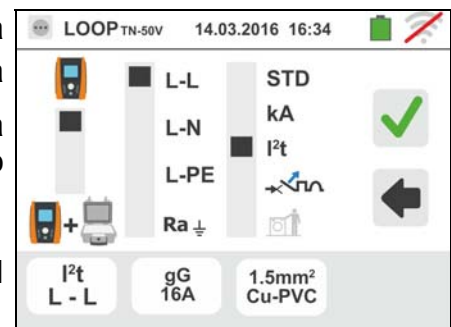 LOOP TN-50V 14.03.2016 16:34
L-L
L-N
L-PE
Ra
STD
kA
I²t
I²t
L - L
gG
16A
1.5mm²
Cu-PVC